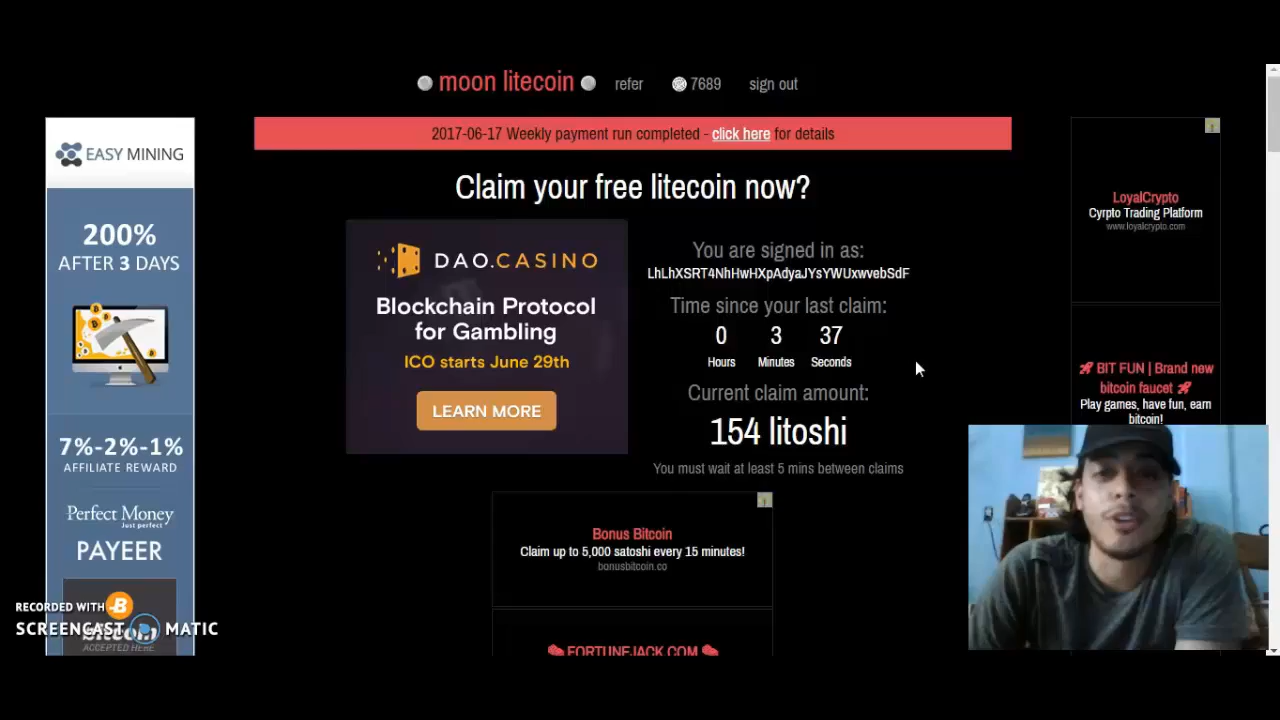 moon litecoin refer 7689 sign out
2017-06-17 Weekly payment run completed - click here for details
Claim your free litecoin now?
EASY MINING
200%
AFTER 3 DAYS
7%-2%-1%
AFFILIATE REWARD
Perfect Money
Just perfect
PAYEER
bitcoin
ACCEPTED HERE
DAO.CASINO
Blockchain Protocol
for Gambling
ICO starts June 29th
LEARN MORE
You are signed in as:
LhLhXSRT4NhHwHXpAdyaJYsYWUxwvebSdF
Time since your last claim:
0 3 37
Hours Minutes Seconds
Current claim amount:
154 litoshi
You must wait at least 5 mins between claims
Bonus Bitcoin
Claim up to 5,000 satoshi every 15 minutes!
bonusbitcoin.co
FORTUNEJACK.COM
LoyalCrypto
Cyrpto Trading Platform
www.loyalcrypto.com
BIT FUN | Brand new
bitcoin faucet
Play games, have fun, earn
bitcoin!
RECORDED WITH
SCREENCAST MATIC